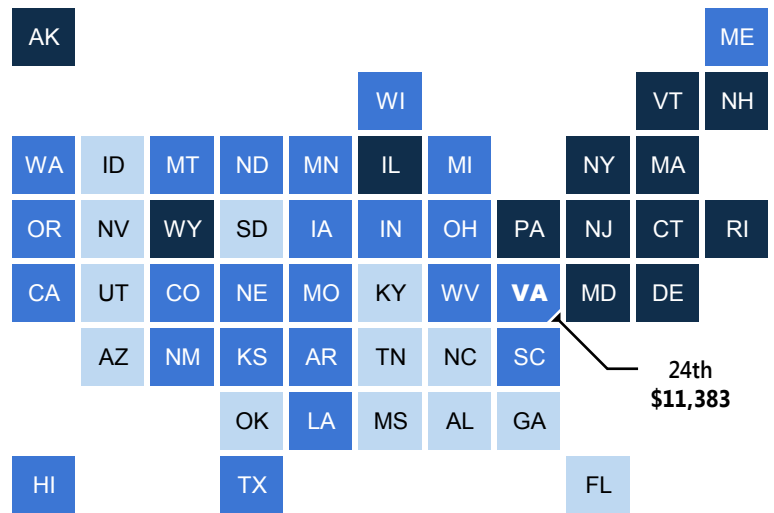 AK ME
WI VT NH
WA ID MT ND MN IL MI NY MA
OR NV WY SD IA IN OH PA NJ CT RI
CA UT CO NE MO KY WV VA MD DE
AZ NM KS AR TN NC SC
24th
$11,383
OK LA MS AL GA
HI TX FL